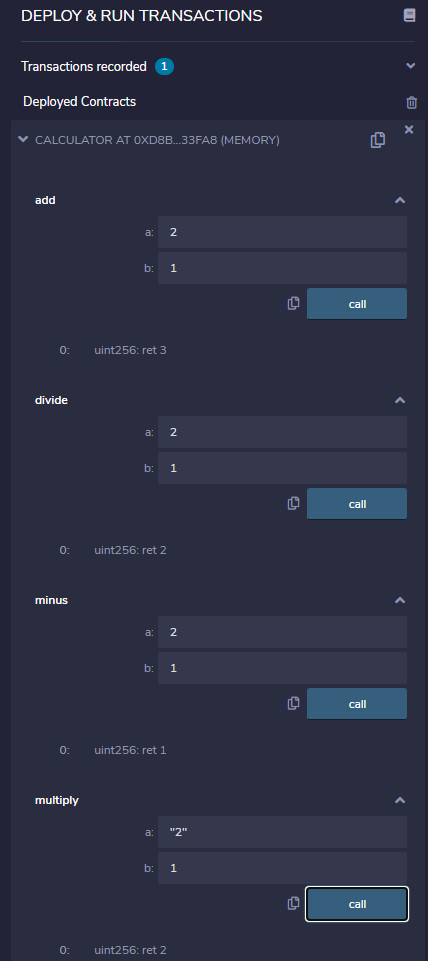 DEPLOY & RUN TRANSACTIONS
Transactions recorded 1
Deployed Contracts
CALCULATOR AT 0XD8B...33FA8 (MEMORY)
add
a: 2
b: 1
call
0: uint256: ret 3
divide
a: 2
b: 1
call
0: uint256: ret 2
minus
a: 2
b: 1
call
0: uint256: ret 1
multiply
a: "2"
b: 1
call
0: uint256: ret 2